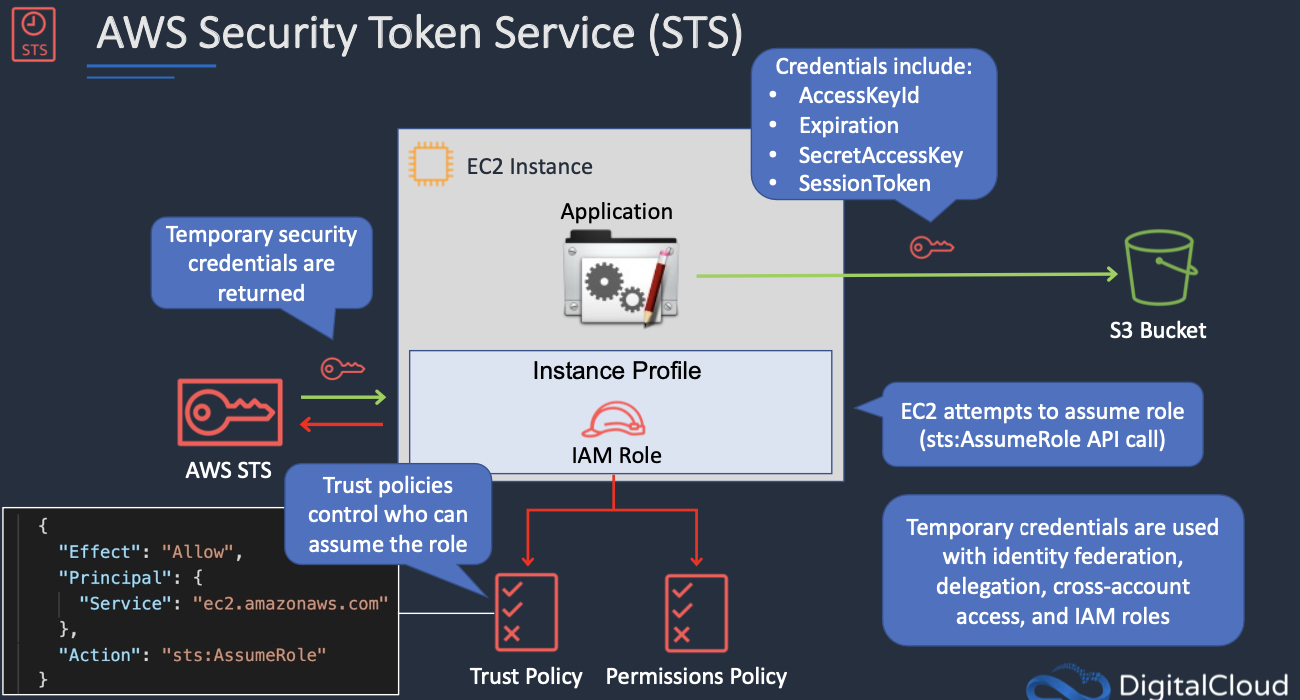 STS
AWS Security Token Service (STS)
Credentials include:
• AccessKeyId
• Expiration
• SecretAccessKey
• SessionToken
EC2 Instance
Application
Temporary security
credentials are
returned
S3 Bucket
Instance Profile
IAM Role
EC2 attempts to assume role
(sts:AssumeRole API call)
AWS STS
Trust policies
control who can
assume the role
Temporary credentials are used
with identity federation,
delegation, cross-account
access, and IAM roles
{
"Effect": "Allow",
"Principal": {
"Service": "ec2.amazonaws.com"
},
"Action": "sts:AssumeRole"
}
Trust Policy
Permissions Policy
DigitalCloud